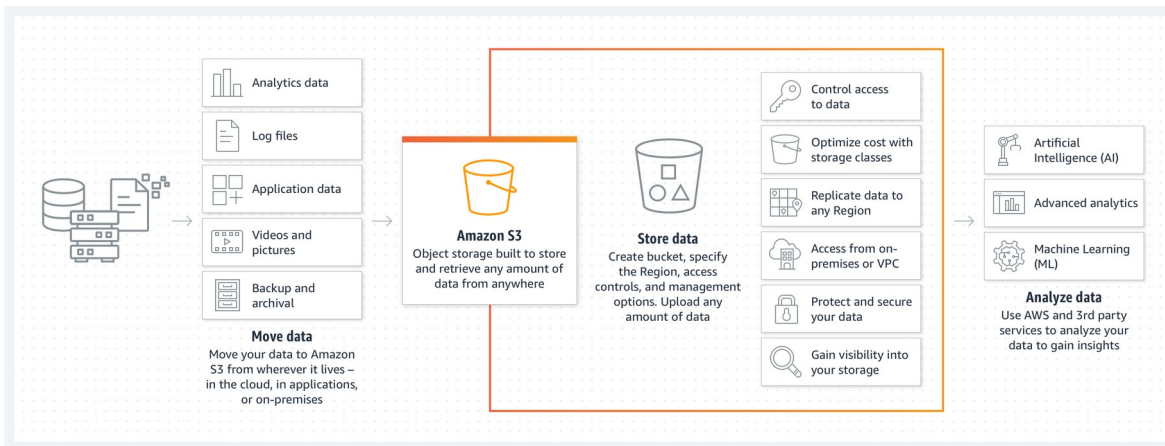 Analytics data
Log files
Application data
Videos and
pictures
Backup and
archival
Move data
Move your data to Amazon
S3 from wherever it lives –
in the cloud, in applications,
or on-premises
Amazon S3
Object storage built to store
and retrieve any amount of
data from anywhere
Store data
Create bucket, specify
the Region, access
controls, and management
options. Upload any
amount of data
Control access
to data
Optimize cost with
storage classes
Replicate data to
any Region
Access from on-
premises or VPC
Protect and secure
your data
Gain visibility into
your storage
Artificial
Intelligence (AI)
Advanced analytics
Machine Learning
(ML)
Analyze data
Use AWS and 3rd party
services to analyze your
data to gain insights